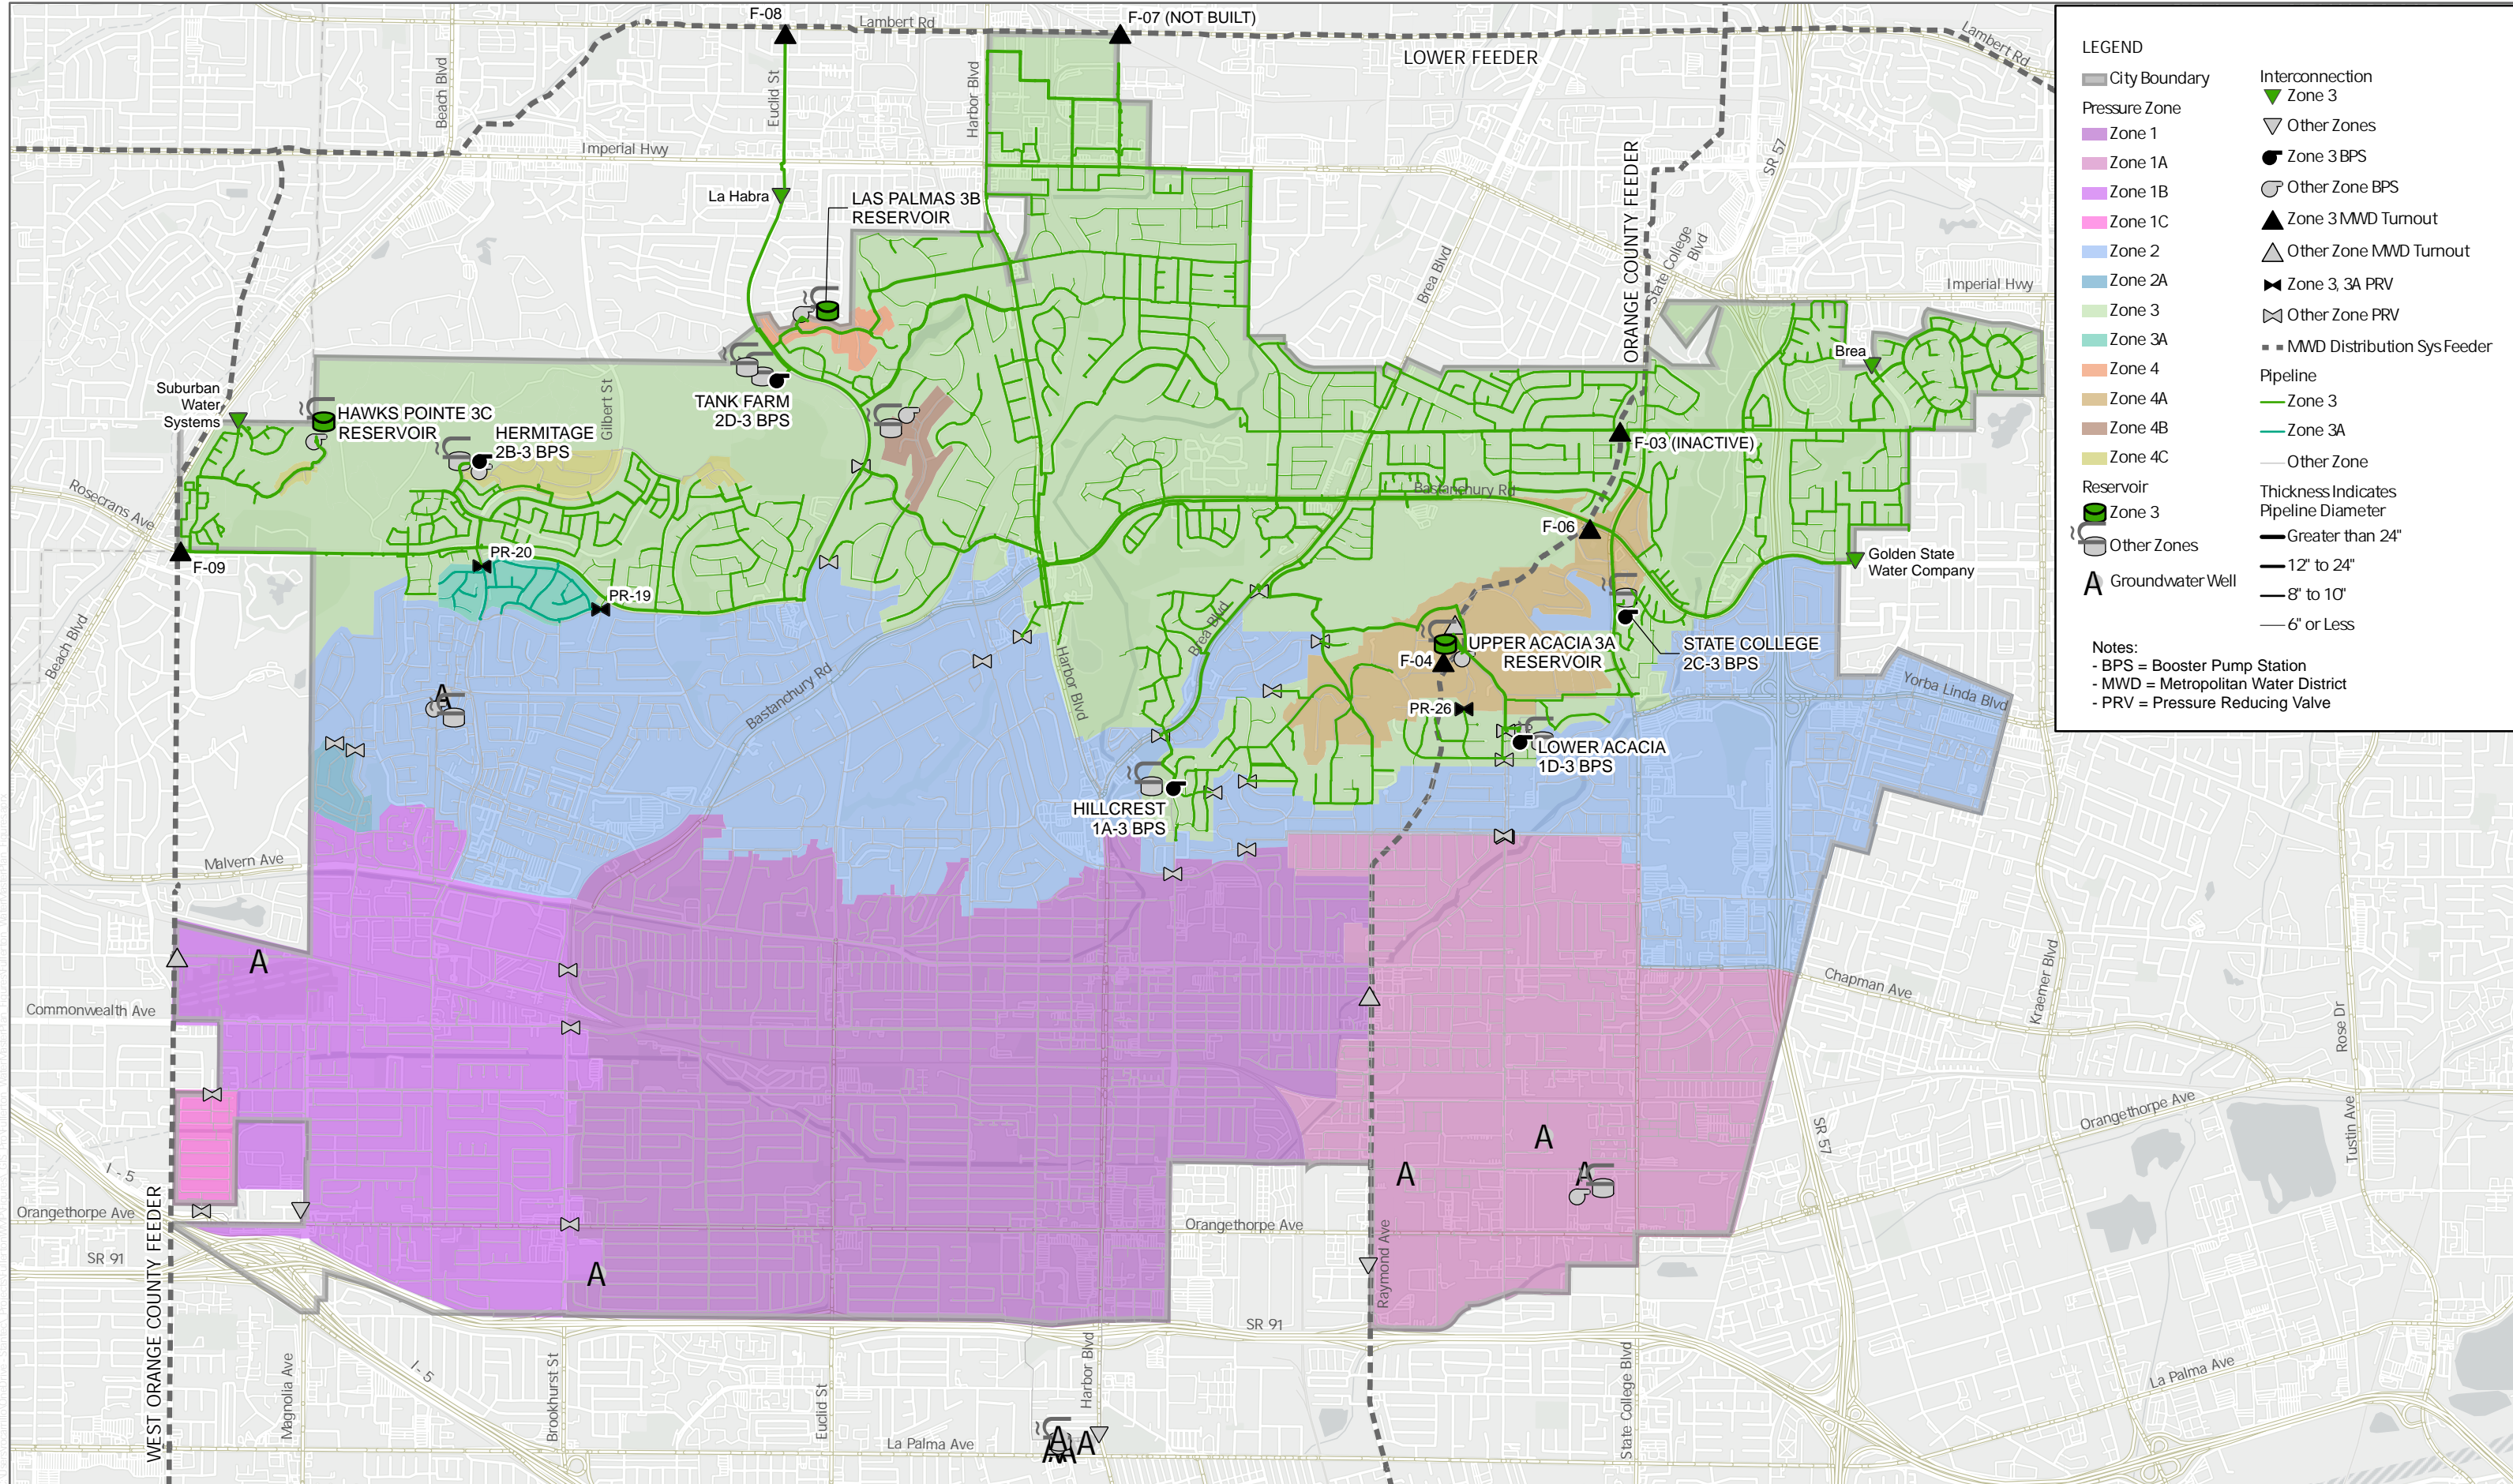 F-08
Lambert Rd
F-07 (NOT BUILT)
LOWER FEEDER
Lambert Rd
Beach Blvd
Euclid St
Harbor Blvd
Imperial Hwy
SR 57
ORANGE COUNTY FEEDER
La Habra
LAS PALMAS 3B
RESERVOIR
State College
Blvd
Brea Blvd
Imperial Hwy
Brea
Suburban
Water
Systems
HAWKS POINTE 3C
RESERVOIR
Gilbert St
TANK FARM
2D-3 BPS
HERMITAGE
2B-3 BPS
F-03 (INACTIVE)
Rosecrans Ave
Bastanchury Rd
F-06
F-09
PR-20
PR-19
Golden State
Water Company
Beach Blvd
Brea Blvd
Harbor Blvd
Bastanchury Rd
UPPER ACACIA 3A
RESERVOIR
F-04
STATE COLLEGE
2C-3 BPS
Yorba Linda Blvd
PR-26
LOWER ACACIA
1D-3 BPS
A
HILLCREST
1A-3 BPS
Malvern Ave
A
Commonwealth Ave
Chapman Ave
Kraemer Blvd
Rose Dr
I - 5
A
A
A
SR 57
Orangethorpe Ave
Tustin Ave
WEST ORANGE COUNTY FEEDER
Orangethorpe Ave
Orangethorpe Ave
Raymond Ave
SR 91
A
SR 91
Magnolia Ave
I - 5
Brookhurst St
Euclid St
Harbor Blvd
State College Blvd
La Palma Ave
La Palma Ave
A
A
A
A
LEGEND
City Boundary
Pressure Zone
Zone 1
Zone 1A
Zone 1B
Zone 1C
Zone 2
Zone 2A
Zone 3
Zone 3A
Zone 4
Zone 4A
Zone 4B
Zone 4C
Reservoir
Zone 3
Other Zones
A Groundwater Well
Interconnection
Zone 3
Other Zones
Zone 3 BPS
Other Zone BPS
Zone 3 MWD Turnout
Other Zone MWD Turnout
Zone 3, 3A PRV
Other Zone PRV
MWD Distribution Sys Feeder
Pipeline
Zone 3
Zone 3A
Other Zone
Thickness Indicates
Pipeline Diameter
Greater than 24"
12" to 24"
8" to 10"
6" or Less
Notes:
- BPS = Booster Pump Station
- MWD = Metropolitan Water District
- PRV = Pressure Reducing Valve